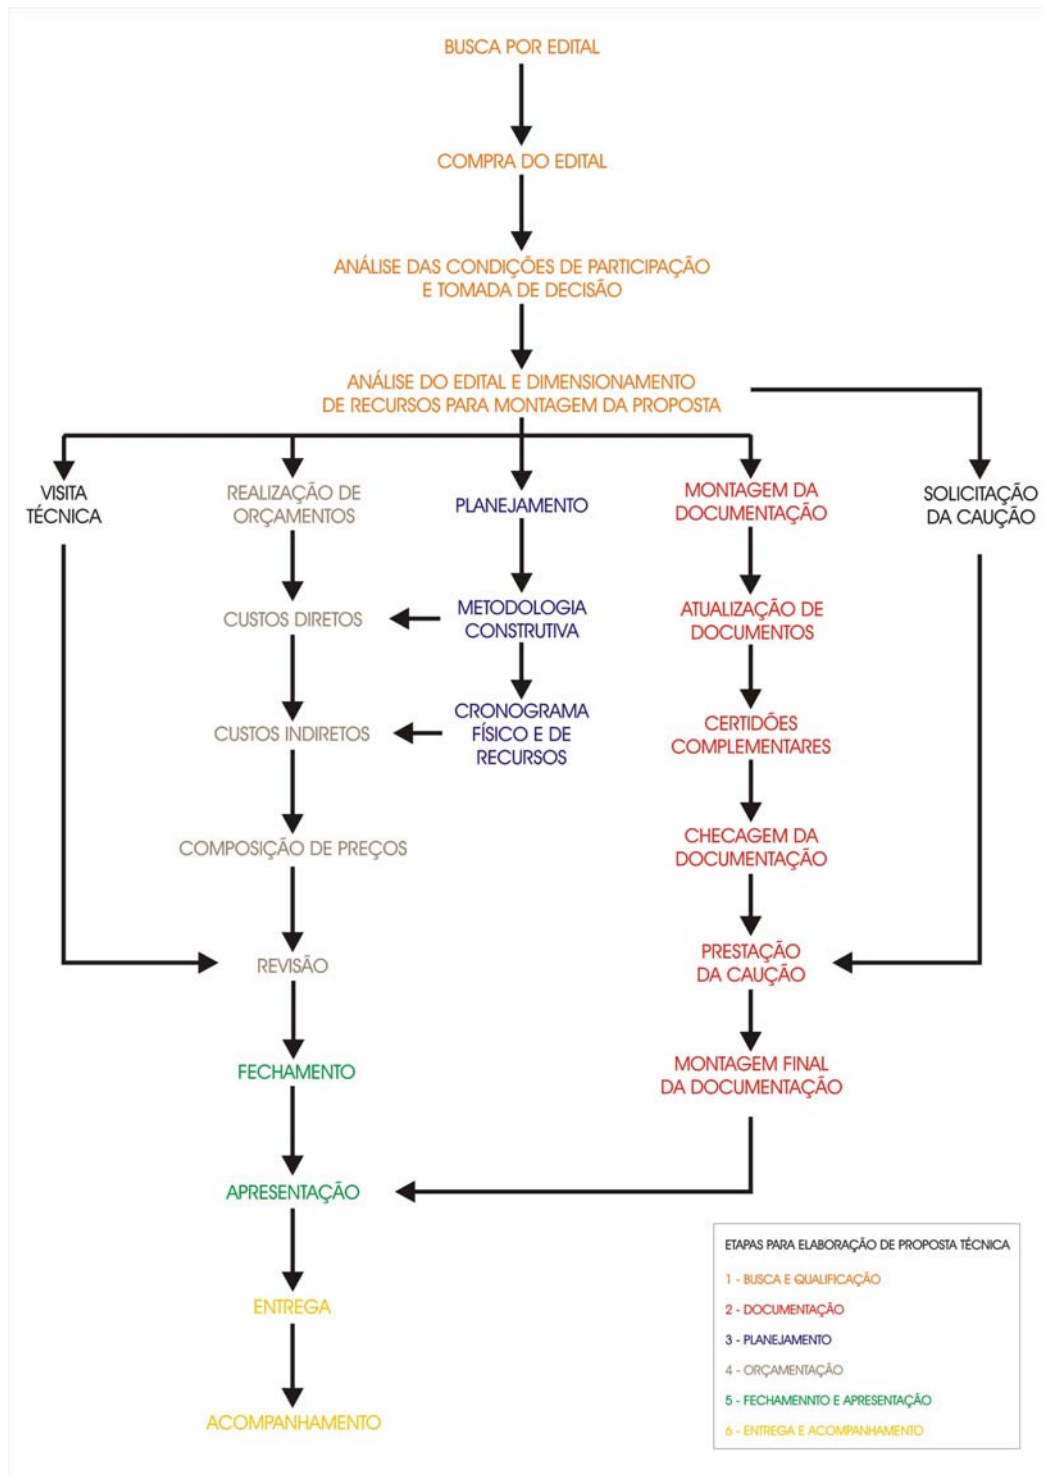 BUSCA POR EDITAL
COMPRA DO EDITAL
ANÁLISE DAS CONDIÇÕES DE PARTICIPAÇÃO
E TOMADA DE DECISÃO
ANÁLISE DO EDITAL E DIMENSIONAMENTO
DE RECURSOS PARA MONTAGEM DA PROPOSTA
VISITA
TÉCNICA
REALIZAÇÃO DE
ORÇAMENTOS
PLANEJAMENTO
MONTAGEM DA
DOCUMENTAÇÃO
SOLICITAÇÃO
DA CAUÇÃO
CUSTOS DIRETOS
METODOLOGIA
CONSTRUTIVA
ATUALIZAÇÃO DE
DOCUMENTOS
CUSTOS INDIRETOS
CRONOGRAMA
FÍSICO E DE
RECURSOS
CERTIDÕES
COMPLEMENTARES
COMPOSIÇÃO DE PREÇOS
CHECAGEM DA
DOCUMENTAÇÃO
REVISÃO
PRESTAÇÃO
DA CAUÇÃO
FECHAMENTO
MONTAGEM FINAL
DA DOCUMENTAÇÃO
APRESENTAÇÃO
ENTREGA
ACOMPANHAMENTO
ETAPAS PARA ELABORAÇÃO DE PROPOSTA TÉCNICA
1 - BUSCA E QUALIFICAÇÃO
2 - DOCUMENTAÇÃO
3 - PLANEJAMENTO
4 - ORÇAMENTAÇÃO
5 - FECHAMENNTO E APRESENTAÇÃO
6 - ENTREGA E ACOMPANHAMENTO